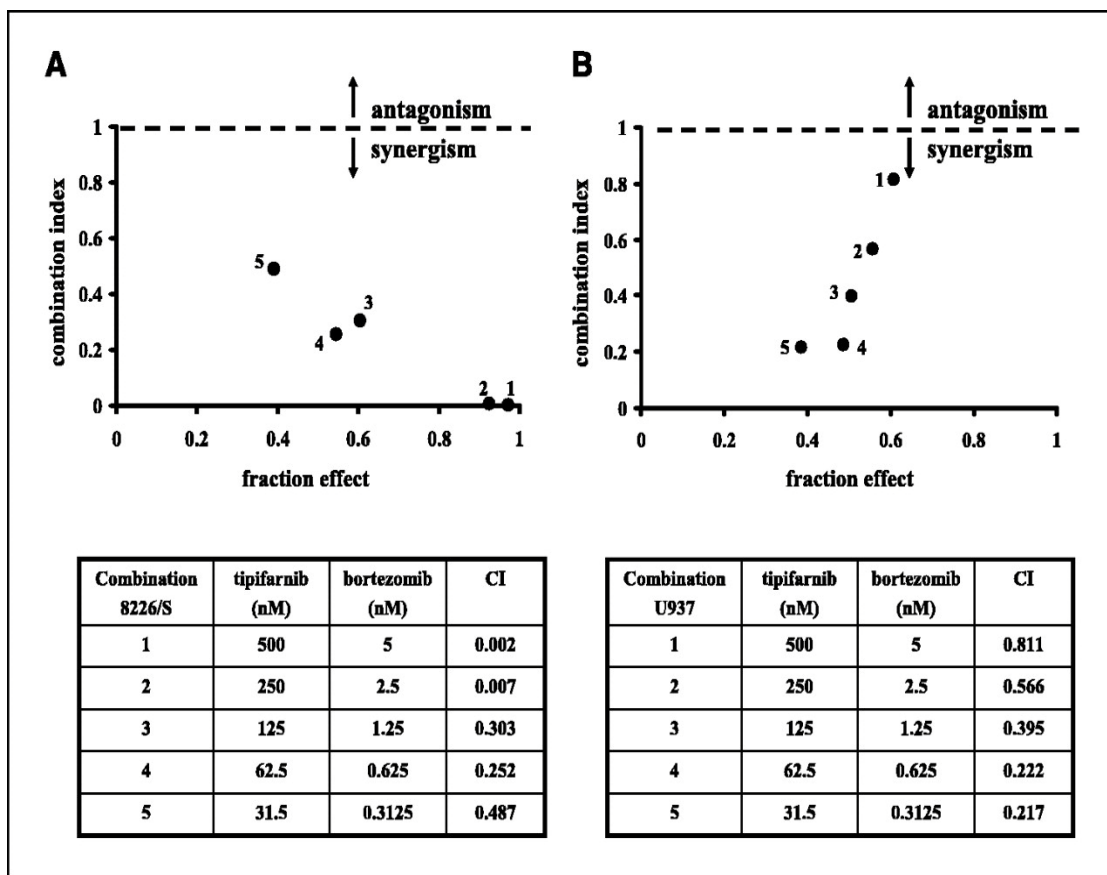 A
antagonism
synergism
combination index
1
0.8
0.6
0.4
0.2
0
5
4
3
2
1
0
0.2
0.4
0.6
0.8
1
fraction effect
B
antagonism
synergism
combination index
1
0.8
0.6
0.4
0.2
0
1
2
3
4
5
0
0.2
0.4
0.6
0.8
1
fraction effect
Combination 8226/S tipifarnib (nM) bortezomib (nM) CI
1 500 5 0.002
2 250 2.5 0.007
3 125 1.25 0.303
4 62.5 0.625 0.252
5 31.5 0.3125 0.487
Combination U937 tipifarnib (nM) bortezomib (nM) CI
1 500 5 0.811
2 250 2.5 0.566
3 125 1.25 0.395
4 62.5 0.625 0.222
5 31.5 0.3125 0.217